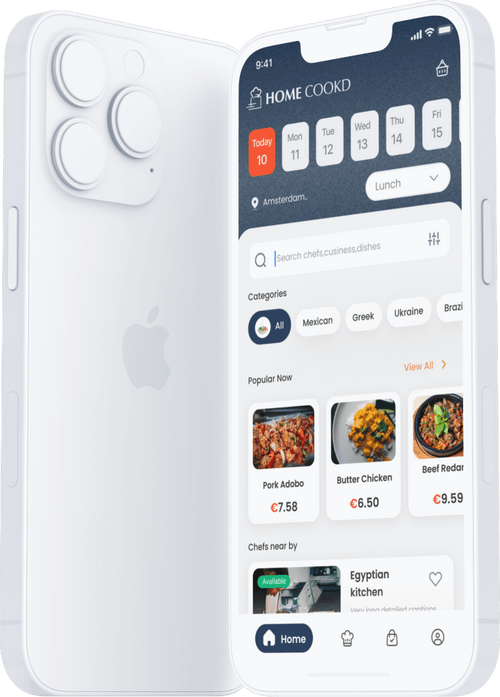 9:41
HOME COOKD
Today Mon Tue Wed Thu Fri
10 11 12 13 14 15
Amsterdam..
Lunch
Search chefs,cusiness,dishes
Categories
All Mexican Greek Ukraine Brazi
Popular Now
View All
Pork Adobo Butter Chicken Beef Redar
€7.58 €6.50 €9.59
Chefs near by
Available
Egyptian
kitchen
Very long detailed captions
Home